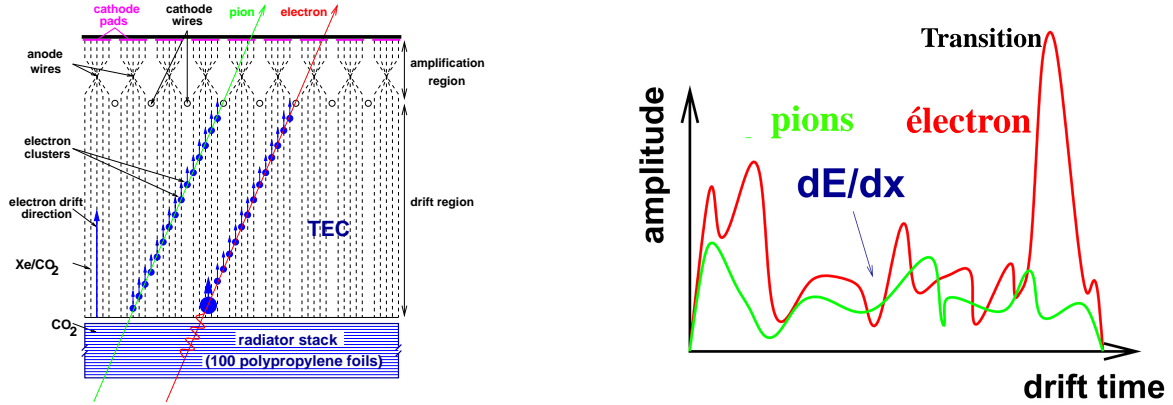 cathode
pads
cathode
wires
pion
electron
anode
wires
amplification
region
electron
clusters
electron drift
direction
drift region
TEC
Xe/CO2
CO2
radiator stack
(100 polypropylene foils)
Transition
pions
électron
dE/dx
amplitude
drift time